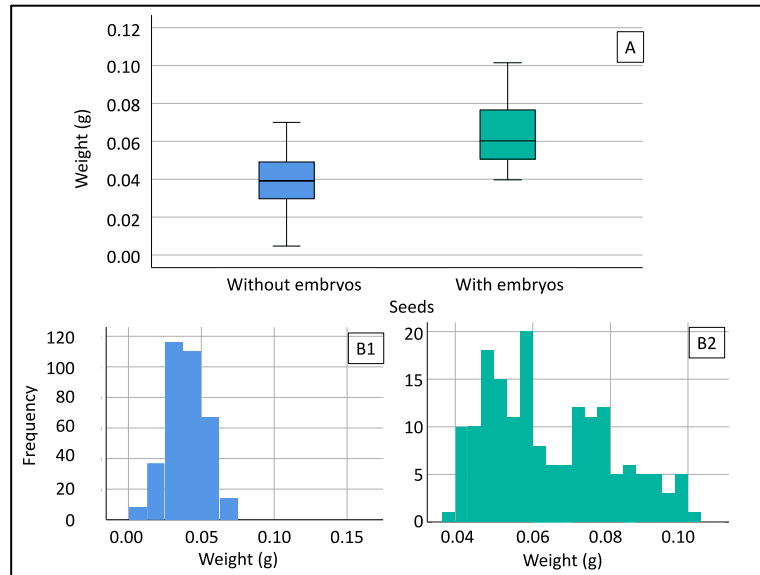 A
Weight (g)
0.12
0.10
0.08
0.06
0.04
0.02
0.00
Without embryos
With embryos
Seeds
B1
Frequency
120
100
80
60
40
20
0
0.00 0.05 0.10 0.15
Weight (g)
B2
20
15
10
5
0
0.04 0.06 0.08 0.10
Weight (g)